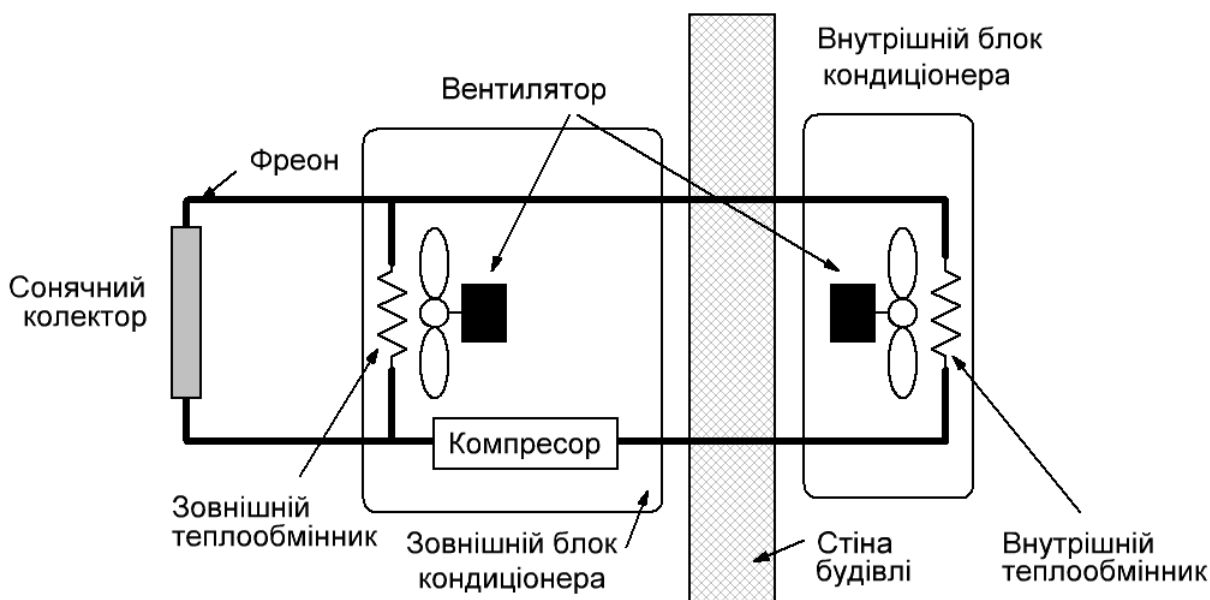 Внутрішній блок
кондиціонера
Вентилятор
Фреон
Сонячний
колектор
Компресор
Зовнішній
теплообмінник
Зовнішній блок
кондиціонера
Стіна
будівлі
Внутрішній
теплообмінник